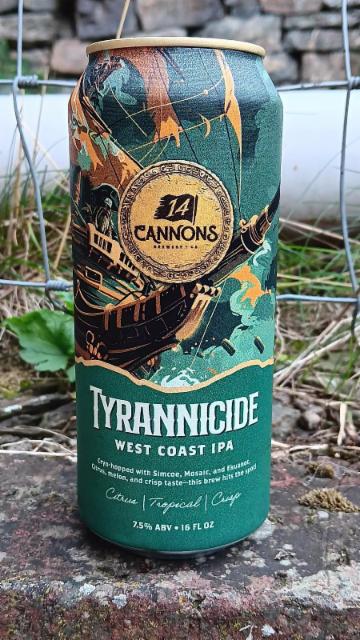 14
CANNONS
BREWERY CO
TYRANNICIDE
WEST COAST IPA
Cryo-hopped with Simcoe, Mosaic, and Ekuanot.
Citrus, melon, and crisp taste—this brew hits the spot!
Citrus | Tropical | Crisp
7.5% ABV • 16 FL OZ